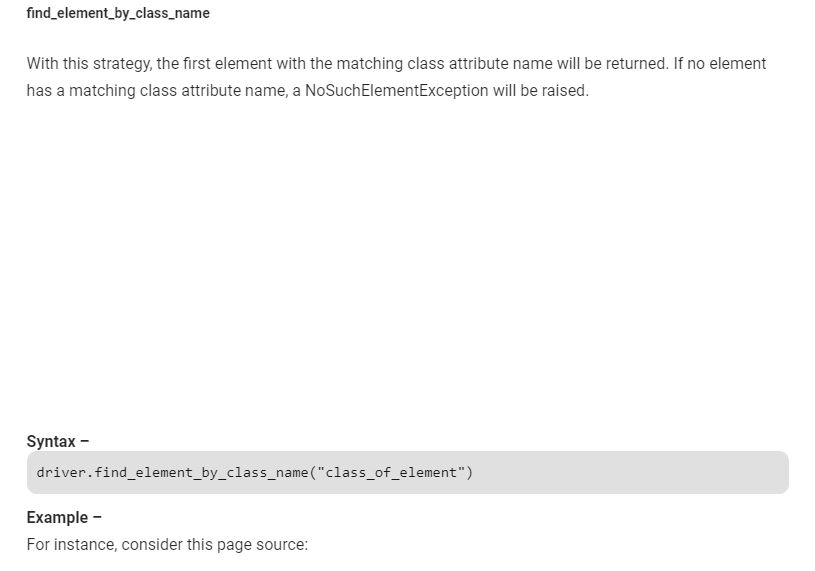 find_element_by_class_name
With this strategy, the first element with the matching class attribute name will be returned. If no element
has a matching class attribute name, a NoSuchElementException will be raised.
Syntax –
driver.find_element_by_class_name("class_of_element")
Example –
For instance, consider this page source: